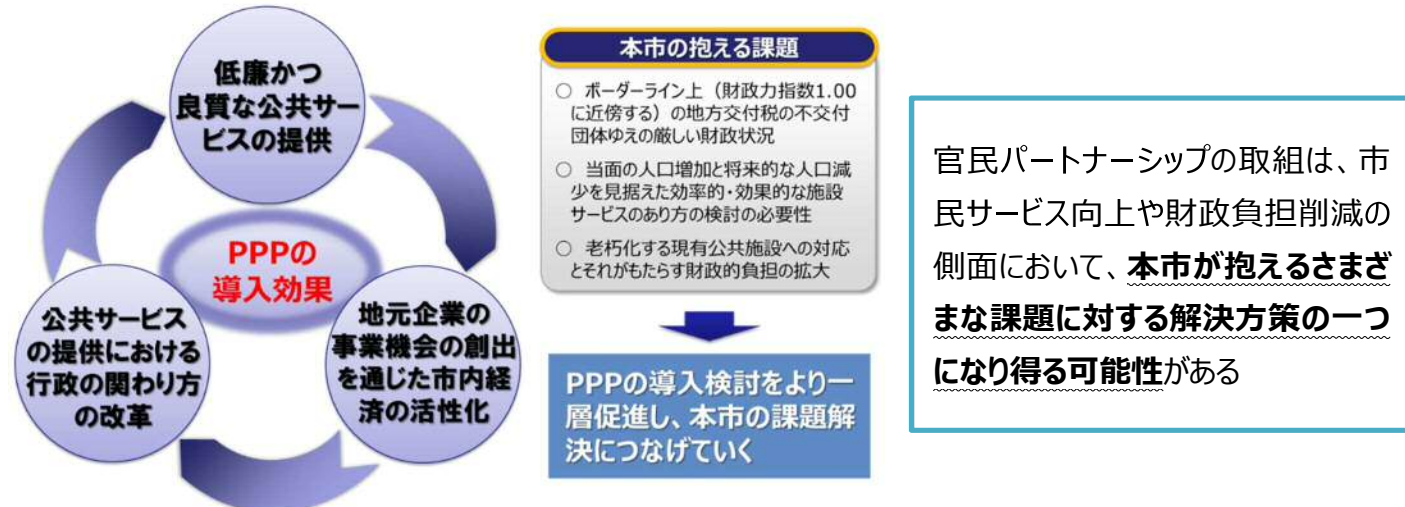 低廉かつ
良質な公共サー
ビスの提供
PPPの
導入効果
公共サービス
の提供における
行政の関わり方
の改革
地元企業の
事業機会の創出
を通じた市内経
済の活性化
本市の抱える課題
○ ボーダーライン上（財政力指数1.00
に近傍する）の地方交付税の不交付
団体ゆえの厳しい財政状況
○ 当面の人口増加と将来的な人口減
少を見据えた効率的・効果的な施設
サービスのあり方の検討の必要性
○ 老朽化する現有公共施設への対応
とそれがもたらす財政的負担の拡大
PPPの導入検討をより一
層促進し、本市の課題解
決につなげていく
官民パートナーシップの取組は、市
民サービス向上や財政負担削減の
側面において、本市が抱えるさまざ
まな課題に対する解決方策の一つ
になり得る可能性がある